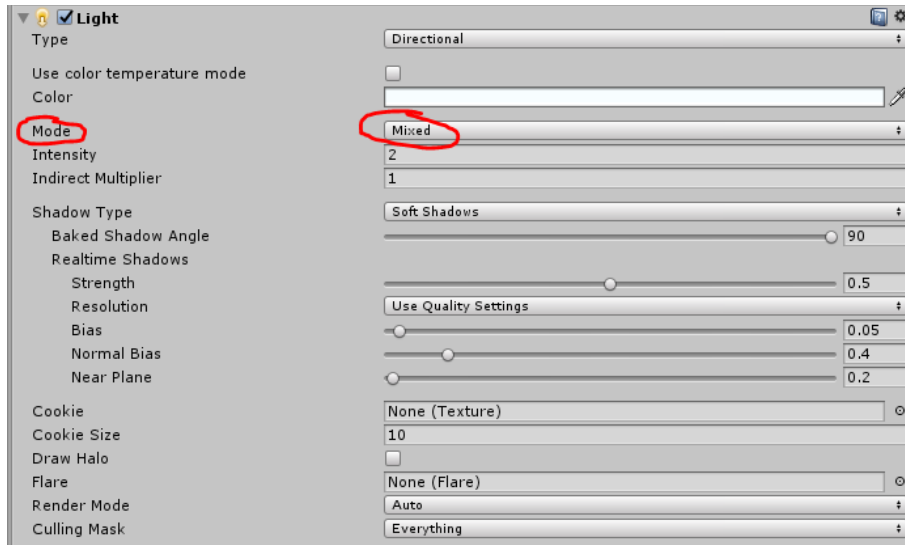 Light
Type Directional
Use color temperature mode
Color
Mode Mixed
Intensity 2
Indirect Multiplier 1
Shadow Type Soft Shadows
Baked Shadow Angle 90
Realtime Shadows
Strength 0.5
Resolution Use Quality Settings
Bias 0.05
Normal Bias 0.4
Near Plane 0.2
Cookie None (Texture)
Cookie Size 10
Draw Halo
Flare None (Flare)
Render Mode Auto
Culling Mask Everything